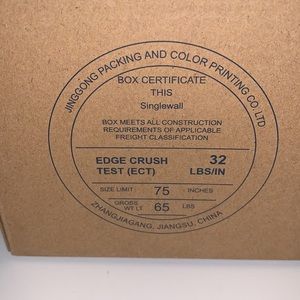 JINGGONG PACKING AND COLOR PRINTING CO.LTD
BOX CERTIFICATE
THIS
Singlewall
BOX MEETS ALL CONSTRUCTION
REQUIREMENTS OF APPLICABLE
FREIGHT CLASSIFICATION
EDGE CRUSH 32
TEST (ECT) LBS/IN
SIZE LIMIT 75 INCHES
GROSS
WT LT 65 LBS
ZHANGJIAGANG, JIANGSU, CHINA